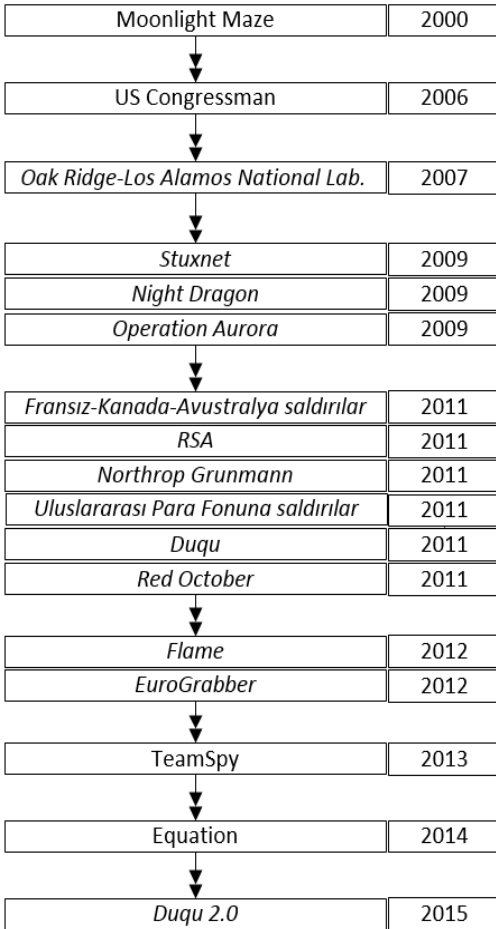 Moonlight Maze 2000
US Congressman 2006
Oak Ridge-Los Alamos National Lab. 2007
Stuxnet 2009
Night Dragon 2009
Operation Aurora 2009
Fransız-Kanada-Avustralya saldırılar 2011
RSA 2011
Northrop Grunmann 2011
Uluslararası Para Fonuna saldırılar 2011
Duqu 2011
Red October 2011
Flame 2012
EuroGrabber 2012
TeamSpy 2013
Equation 2014
Duqu 2.0 2015